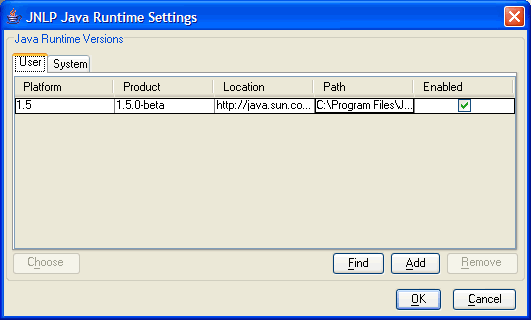 JNLP Java Runtime Settings
Java Runtime Versions
User System
Platform Product Location Path Enabled
1.5 1.5.0-beta http://java.sun.co... C:\Program Files\J...
Choose Find Add Remove
OK Cancel